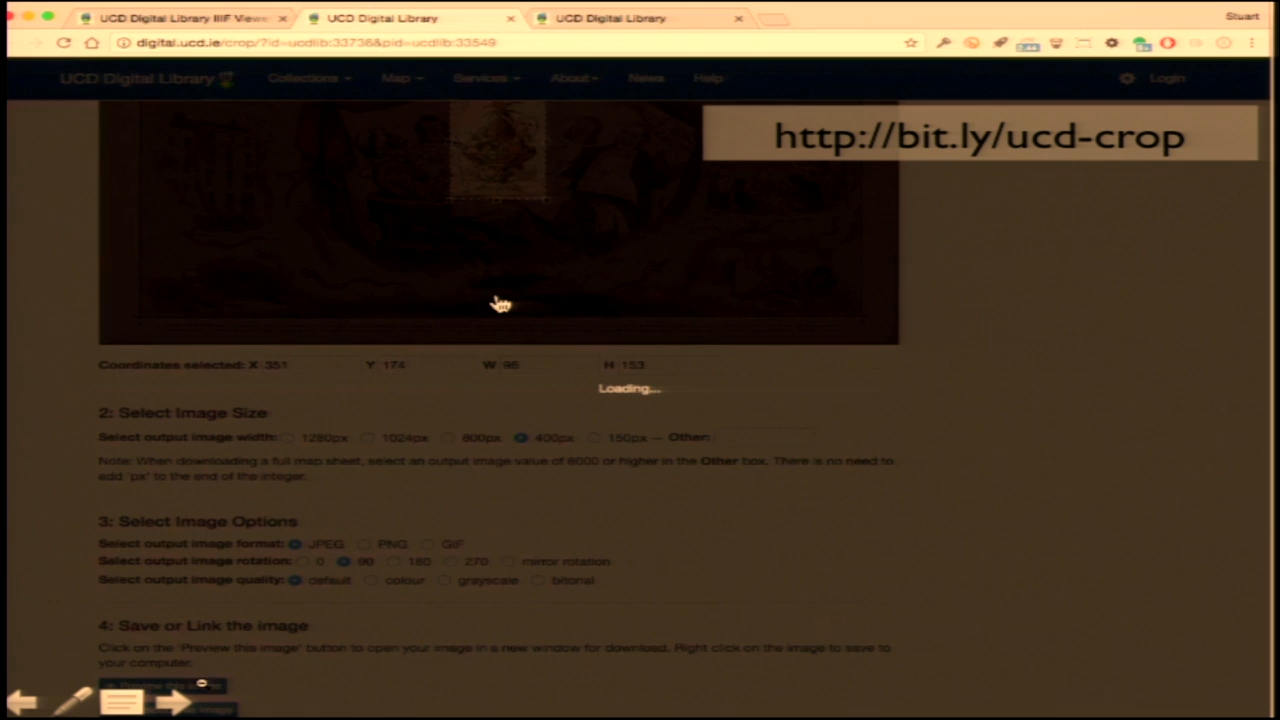 UCD Digital Library IIIF Viewe
UCD Digital Library
UCD Digital Library
Stuart
digital.ucd.ie/crop/?id=ucdlib:33736&pid=ucdlib:33549
UCD Digital Library Collections Map Services About News Help Login
http://bit.ly/ucd-crop
Coordinates selected: X 351 Y 174 W 96 H 153
Loading...
2: Select Image Size
Select output image width: 1280px 1024px 800px 400px 150px — Other:
Note: When downloading a full map sheet, select an output image value of 6000 or higher in the Other box. There is no need to
add 'px' to the end of the integer.
3: Select Image Options
Select output image format: JPEG PNG GIF
Select output image rotation: 0 90 180 270 mirror rotation
Select output image quality: default colour grayscale bitonal
4: Save or Link the image
Click on the 'Preview this image' button to open your image in a new window for download. Right click on the image to save to
your computer.
Preview this
image